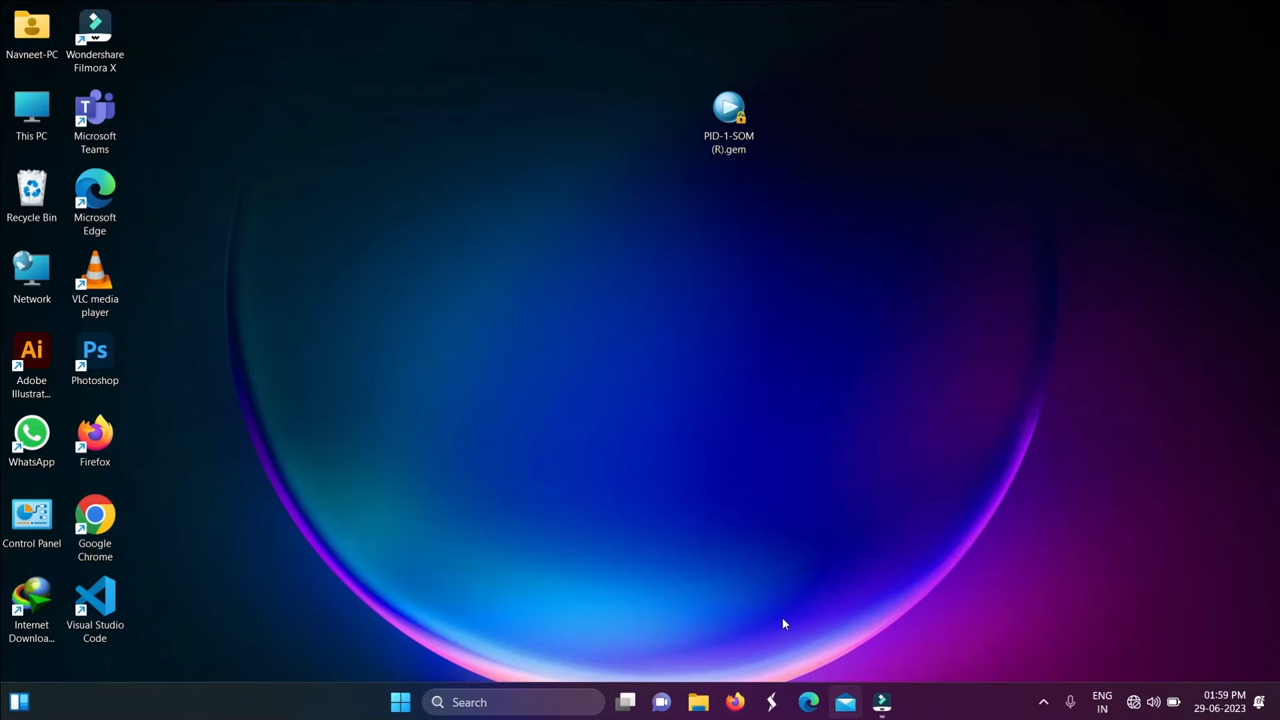 Navneet-PC
Wondershare
Filmora X
This PC
Microsoft
Teams
Recycle Bin
Microsoft
Edge
Network
VLC media
player
Ai
Adobe
Illustrat...
Ps
Photoshop
WhatsApp
Firefox
Control Panel
Google
Chrome
Internet
Downloa...
Visual Studio
Code
PID-1-SOM
(R).gem
Search
ENG
IN
01:59 PM
29-06-2023